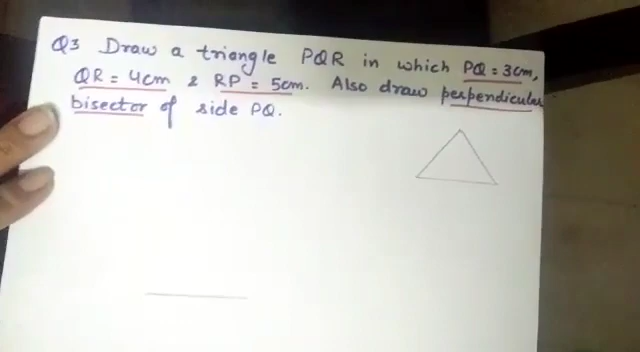 Q3 Draw a triangle PQR in which PQ = 3cm,
QR = 4cm & RP = 5cm. Also draw perpendicular
bisector of side PQ.